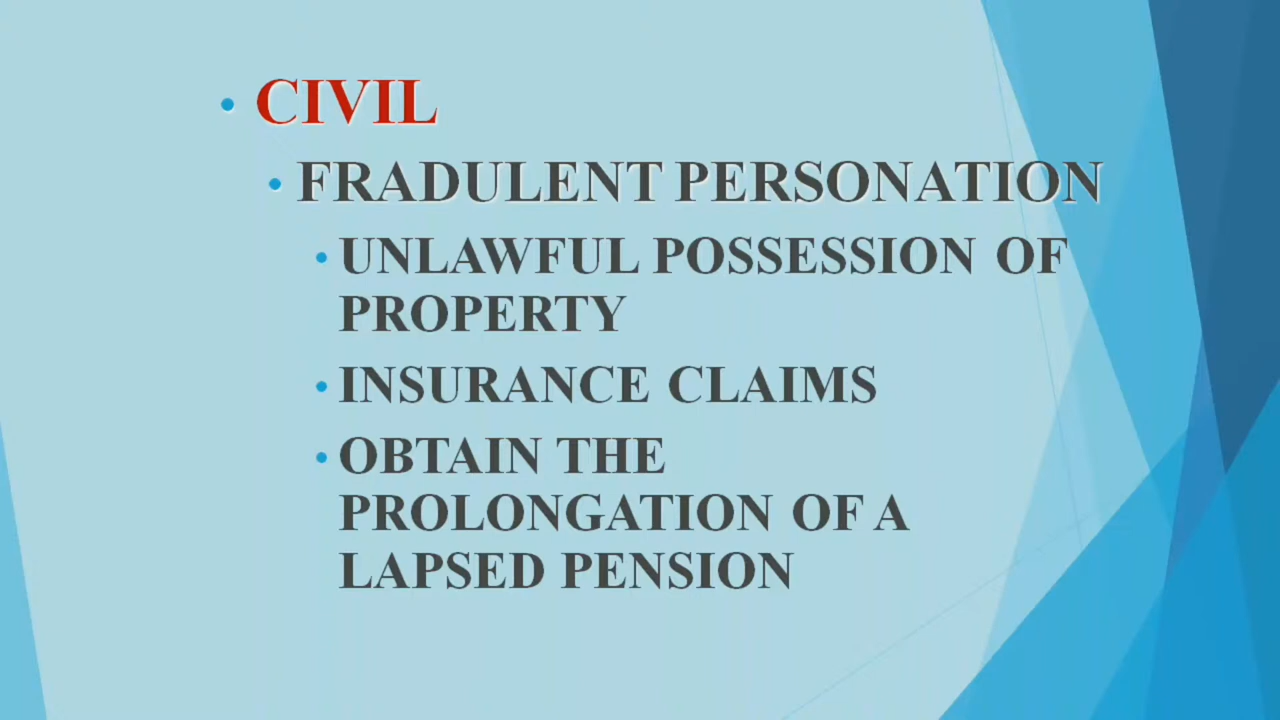 • CIVIL
• FRADULENT PERSONATION
• UNLAWFUL POSSESSION OF
PROPERTY
• INSURANCE CLAIMS
• OBTAIN THE
PROLONGATION OF A
LAPSED PENSION